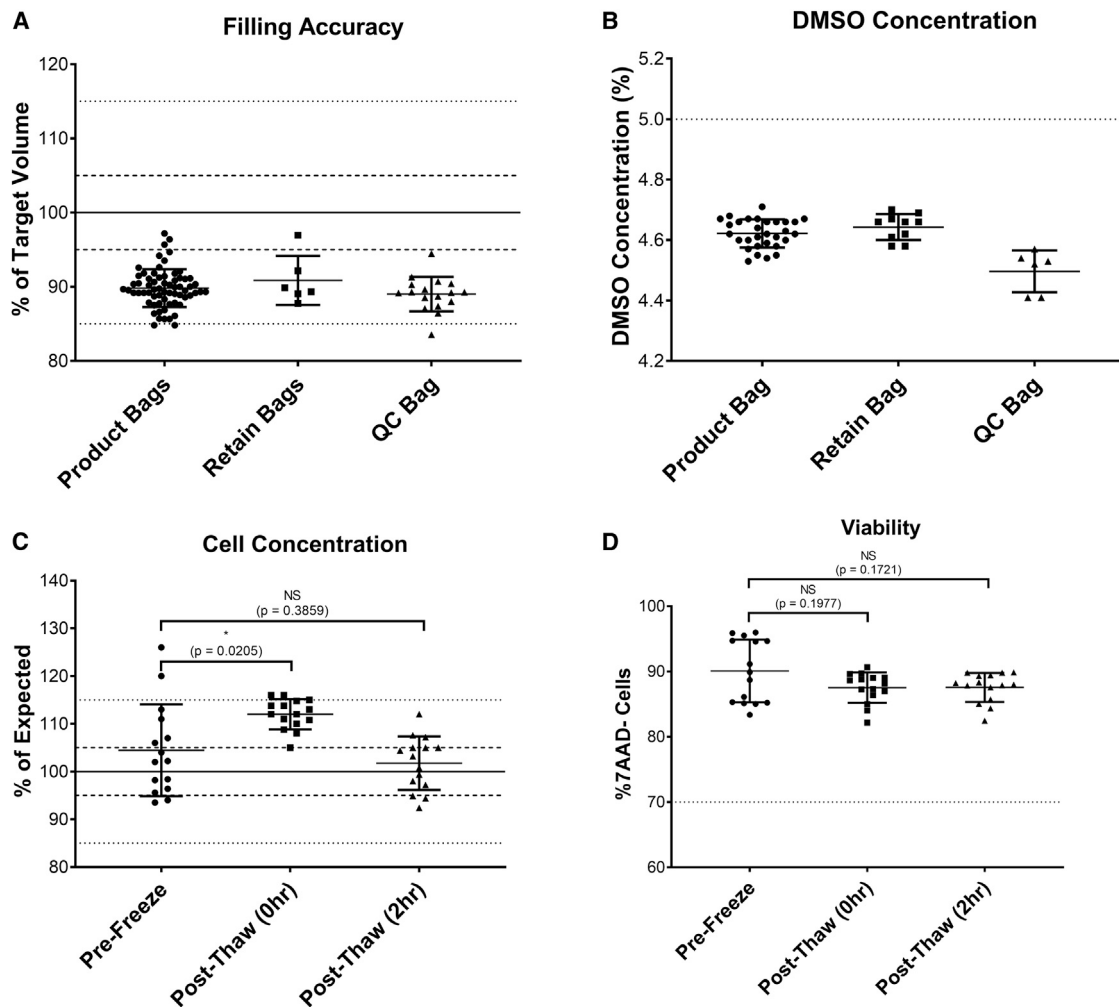 A
Filling Accuracy
% of Target Volume
120
110
100
90
80
Product Bags
Retain Bags
QC Bag
B
DMSO Concentration
DMSO Concentration (%)
5.2
5.0
4.8
4.6
4.4
4.2
Product Bag
Retain Bag
QC Bag
C
Cell Concentration
% of Expected
140
130
120
110
100
90
80
NS
(p = 0.3859)
*
(p = 0.0205)
Pre-Freeze
Post-Thaw (0hr)
Post-Thaw (2hr)
D
Viability
%7AAD- Cells
100
90
80
70
60
NS
(p = 0.1721)
NS
(p = 0.1977)
Pre-Freeze
Post-Thaw (0hr)
Post-Thaw (2hr)